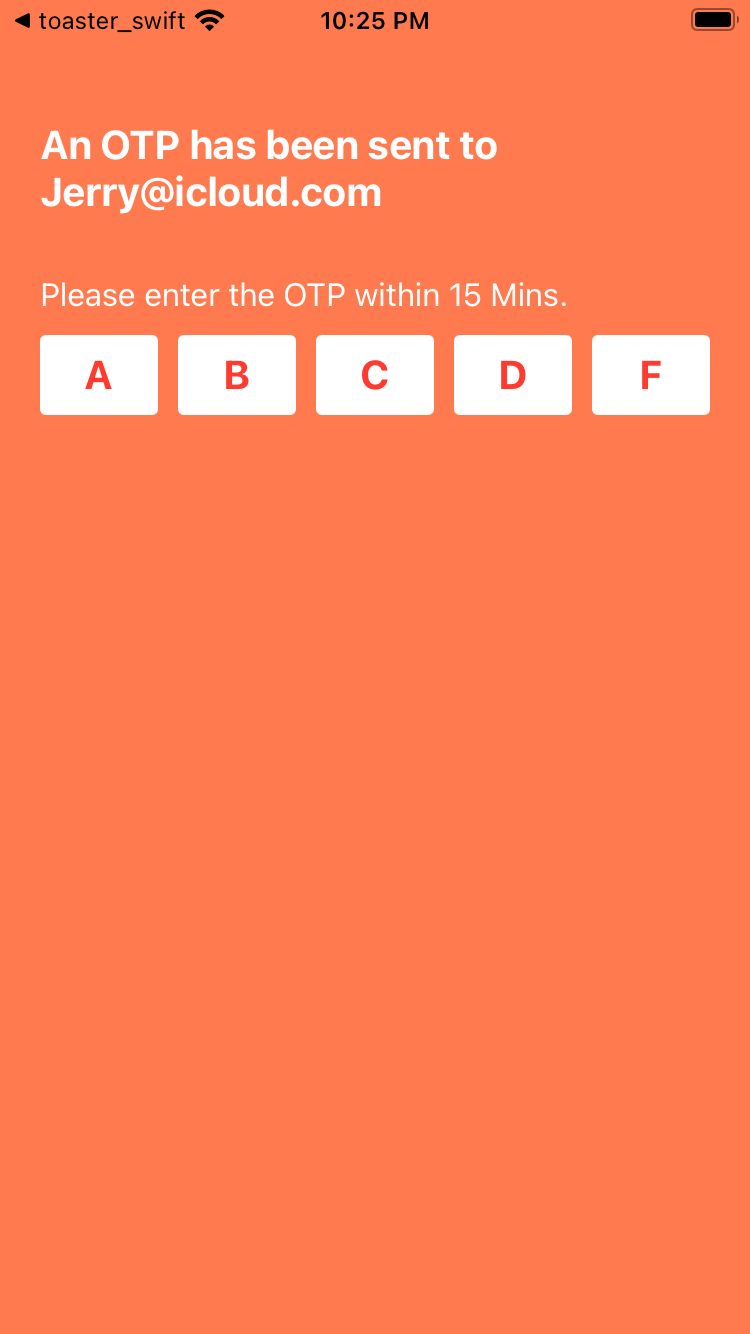 toaster_swift 10:25 PM
An OTP has been sent to
Jerry@icloud.com
Please enter the OTP within 15 Mins.
A B C D F